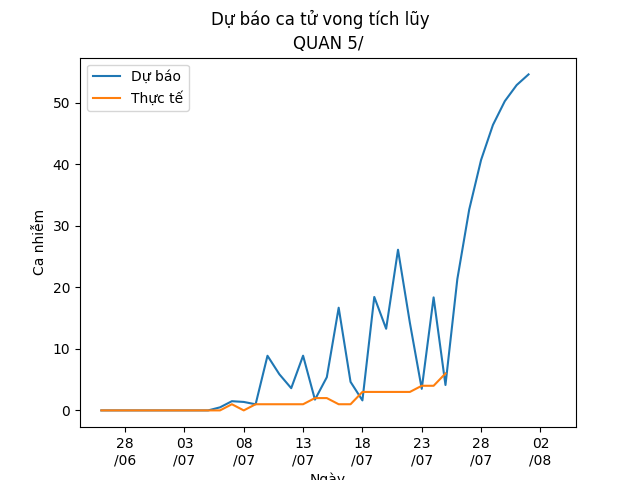 Dự báo ca tử vong tích lũy
QUAN 5/
Dự báo
Thực tế
Ca nhiễm
50
40
30
20
10
0
28 03 08 13 18 23 28 02
/06 /07 /07 /07 /07 /07 /07 /08
Ngày